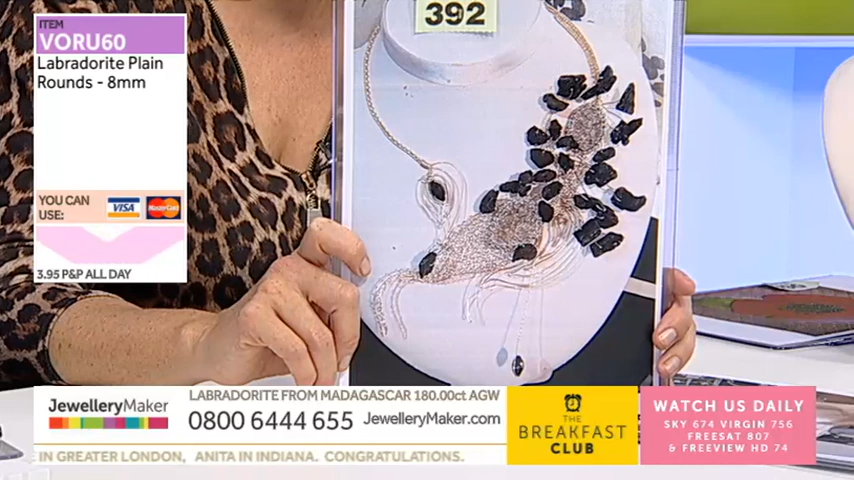 392
ITEM
VORU60
Labradorite Plain
Rounds - 8mm
YOU CAN
USE:
VISA
MasterCard
3.95 P&P ALL DAY
JewelleryMaker
LABRADORITE FROM MADAGASCAR 180.00ct AGW
0800 6444 655 JewelleryMaker.com
THE
BREAKFAST
CLUB
WATCH US DAILY
SKY 674 VIRGIN 756
FREESAT 807
& FREEVIEW HD 74
IN GREATER LONDON, ANITA IN INDIANA. CONGRATULATIONS.